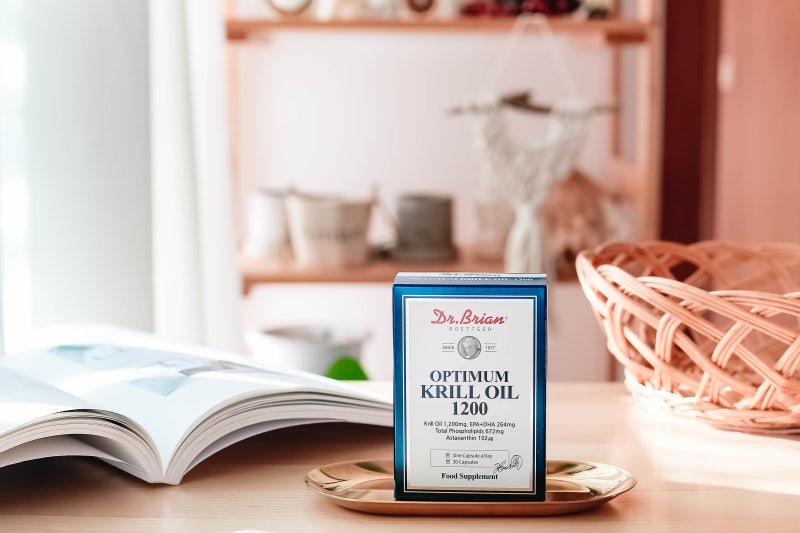 Dr. Brian®
ROETTGER
SINCE 1977
OPTIMUM
KRILL OIL
1200
Krill Oil 1,200mg, EPA+DHA 264mg
Total Phospholipids 672mg
Astaxanthin 102μg
One Capsule a Day
30 Capsules
Food Supplement